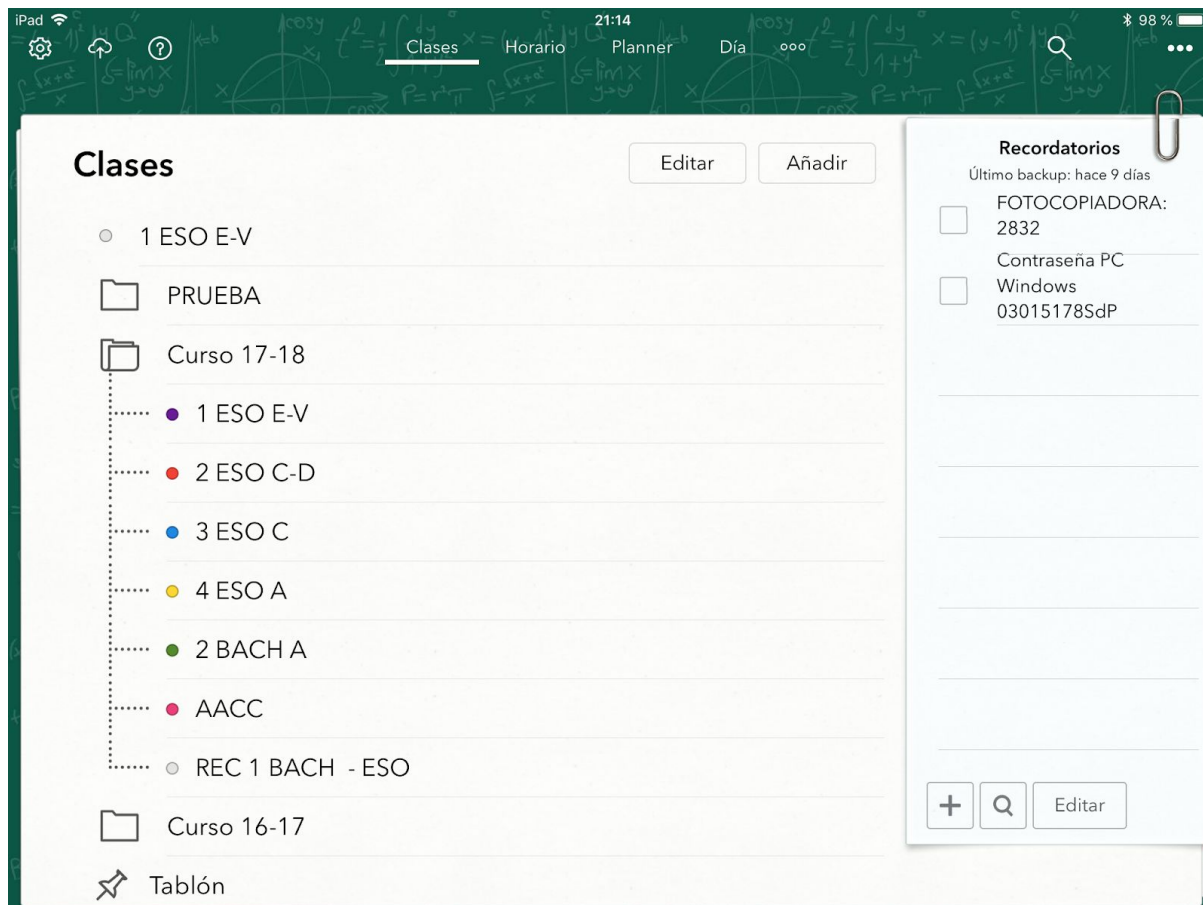 iPad 21:14 98 %
Clases Horario Planner Día
Clases
Editar Añadir
1 ESO E-V
PRUEBA
Curso 17-18
1 ESO E-V
2 ESO C-D
3 ESO C
4 ESO A
2 BACH A
AACC
REC 1 BACH - ESO
Curso 16-17
Tablón
Recordatorios
Último backup: hace 9 días
FOTOCOPIADORA:
2832
Contraseña PC
Windows
03015178SdP
Editar